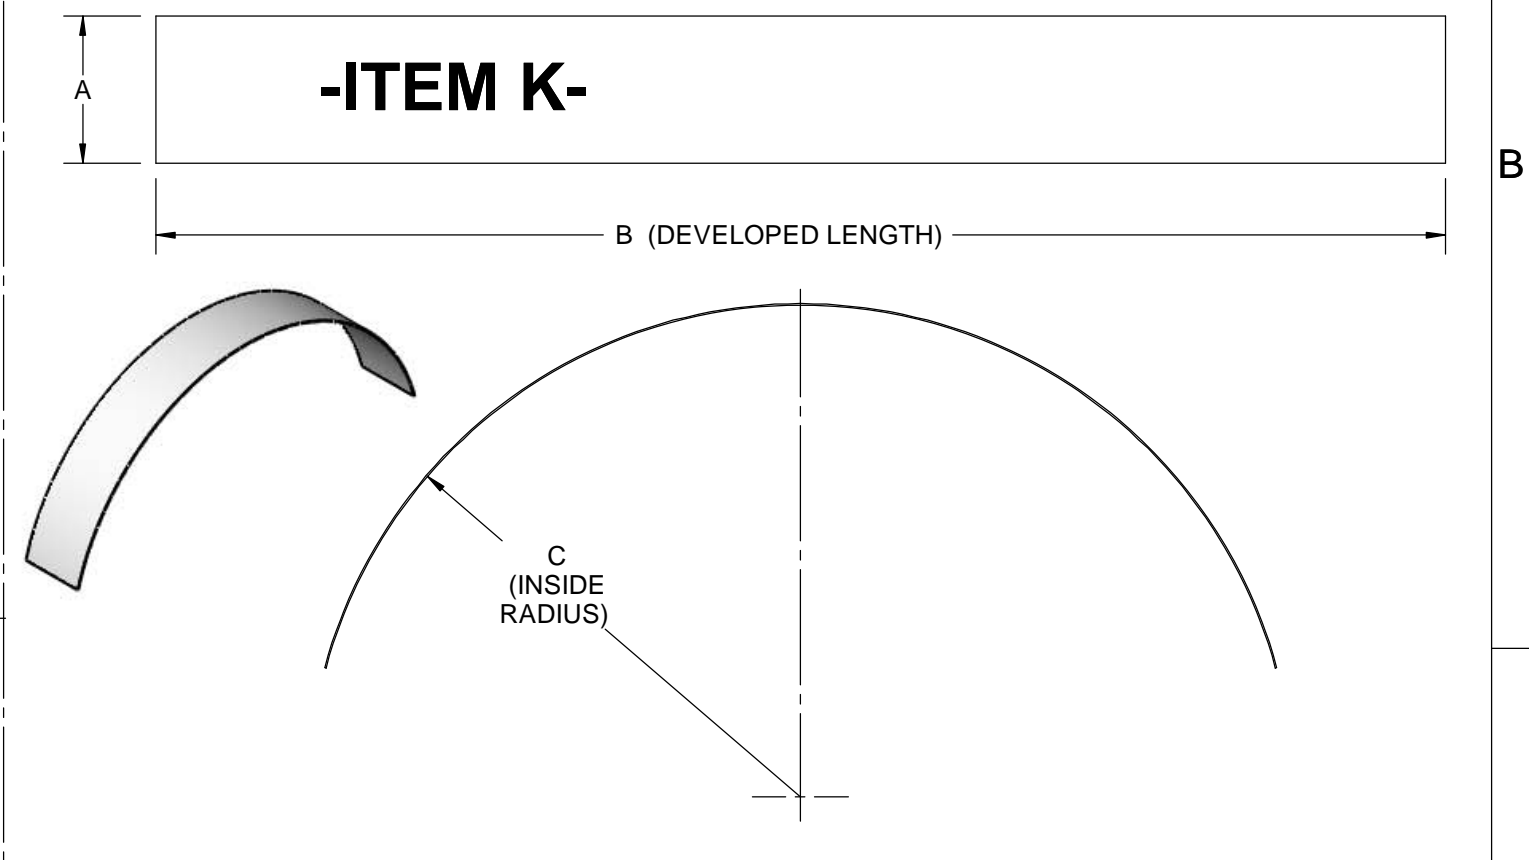 A
-ITEM K-
B
B (DEVELOPED LENGTH)
C
(INSIDE
RADIUS)